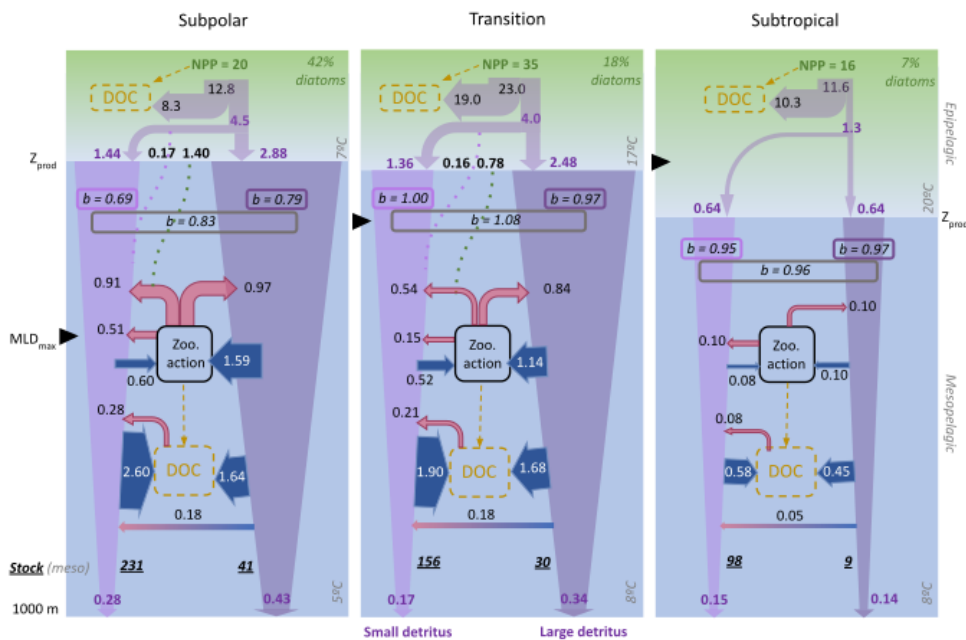 Subpolar
Transition
Subtropical
NPP = 20
42%
diatoms
DOC
12.8
8.3
4.5
7ºC
Z_prod
1.44
0.17
1.40
2.88
b = 0.69
b = 0.79
b = 0.83
0.91
0.97
MLD_max
0.51
Zoo.
action
1.59
0.60
0.28
2.60
DOC
1.64
0.18
Stock (meso)
231
41
5ºC
1000 m
0.28
0.43
NPP = 35
18%
diatoms
DOC
23.0
19.0
4.0
17ºC
1.36
0.16
0.78
2.48
b = 1.00
b = 0.97
b = 1.08
0.54
0.84
0.15
Zoo.
action
1.14
0.52
0.21
1.90
DOC
1.68
0.18
156
30
8ºC
0.17
0.34
Small detritus
Large detritus
NPP = 16
7%
diatoms
DOC
11.6
10.3
1.3
20ºC
Epipelagic
0.64
0.64
Z_prod
b = 0.95
b = 0.97
b = 0.96
0.10
0.10
Zoo.
action
0.08
0.10
0.08
0.58
DOC
0.45
0.05
Mesopelagic
98
9
8ºC
0.15
0.14